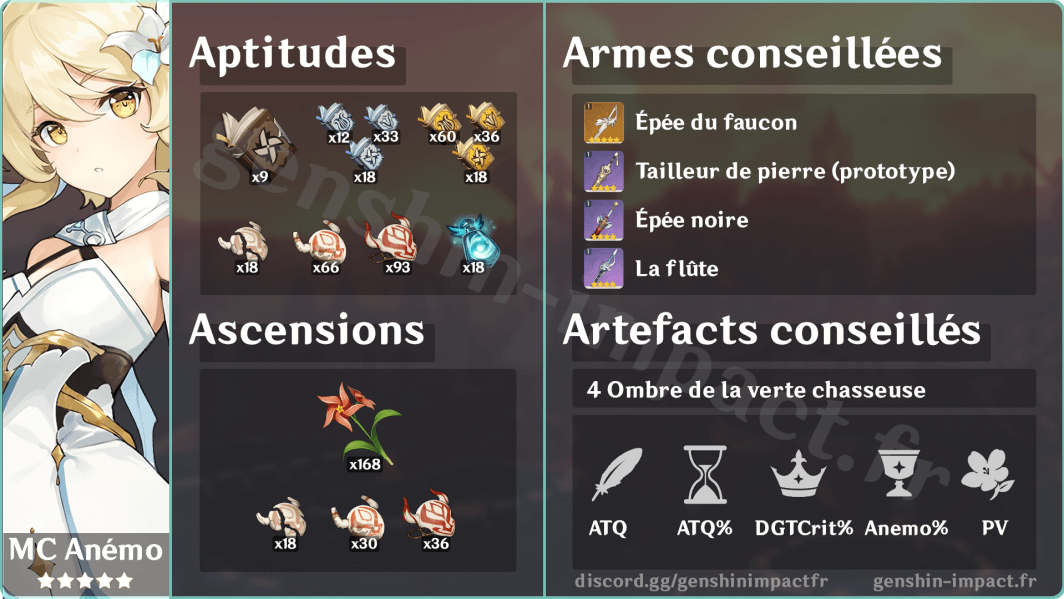 Aptitudes
x9
x12
x33
x60
x36
x18
x18
x18
x66
x93
x18
Ascensions
x168
x18
x30
x36
MC Anémo
Armes conseillées
Épée du faucon
Tailleur de pierre (prototype)
Épée noire
La flûte
Artefacts conseillés
4 Ombre de la verte chasseuse
ATQ
ATQ%
DGTCrit%
Anemo%
PV
discord.gg/genshinimpactfr
genshin-impact.fr
genshin-impact.fr